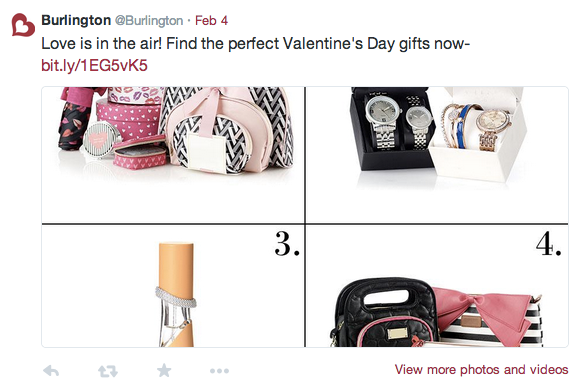 Burlington @Burlington · Feb 4
Love is in the air! Find the perfect Valentine's Day gifts now-
bit.ly/1EG5vK5
3.
4.
View more photos and videos